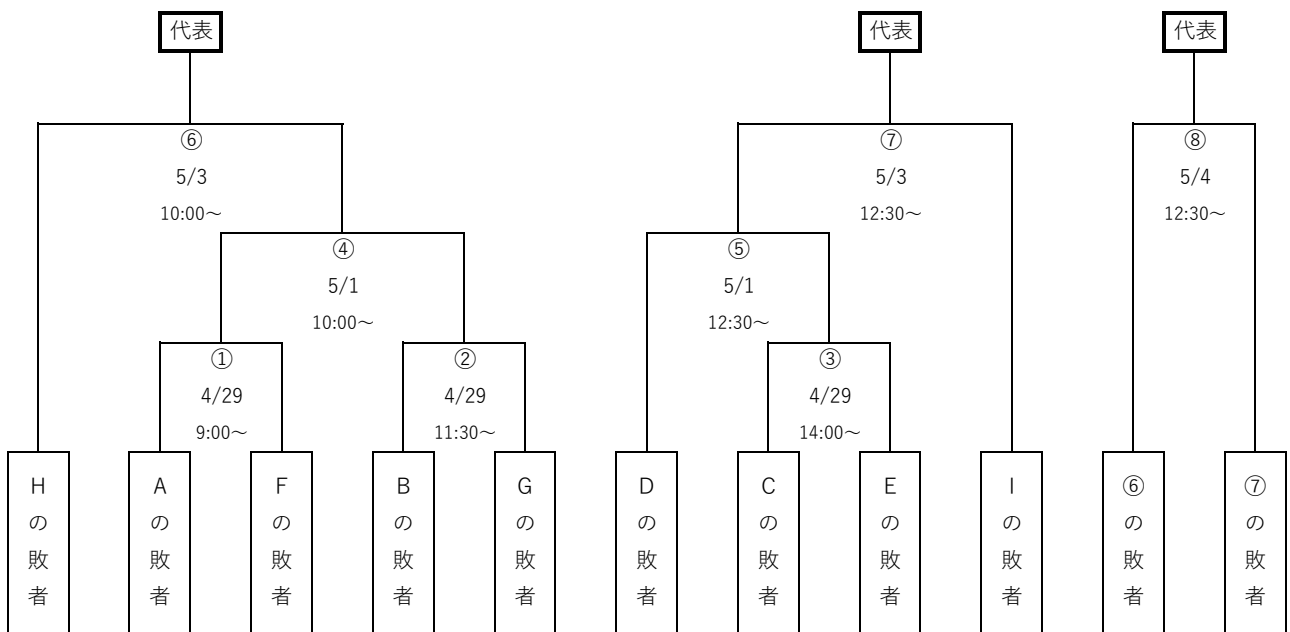 代表
代表
代表
⑥
5/3
10:00～
⑦
5/3
12:30～
⑧
5/4
12:30～
④
5/1
10:00～
⑤
5/1
12:30～
①
4/29
9:00～
②
4/29
11:30～
③
4/29
14:00～
Hの敗者
Aの敗者
Fの敗者
Bの敗者
Gの敗者
Dの敗者
Cの敗者
Eの敗者
Iの敗者
⑥の敗者
⑦の敗者